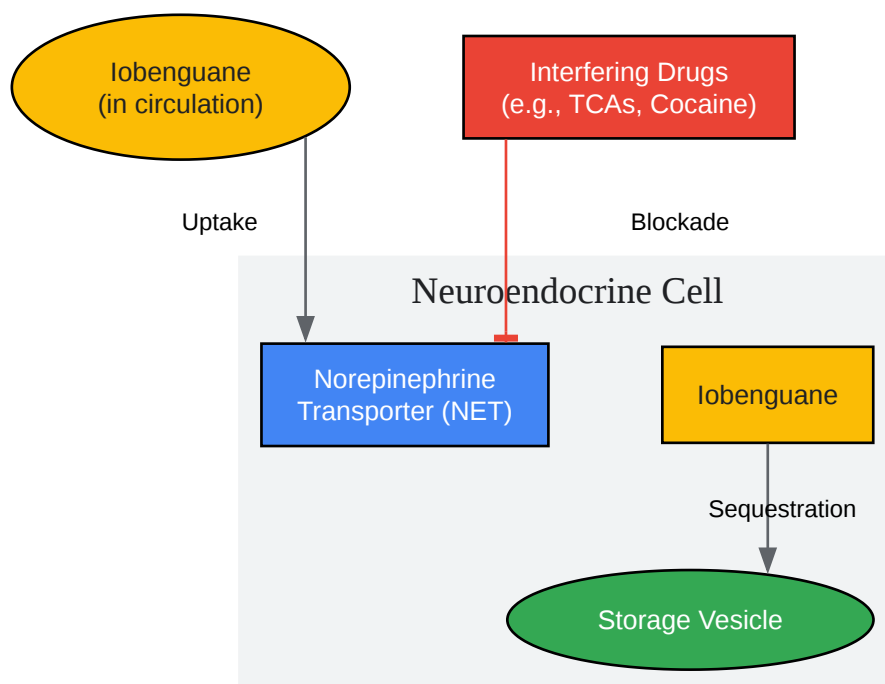 Iobenguane
(in circulation)
Interfering Drugs
(e.g., TCAs, Cocaine)
Uptake
Blockade
Neuroendocrine Cell
Norepinephrine
Transporter (NET)
Iobenguane
Sequestration
Storage Vesicle